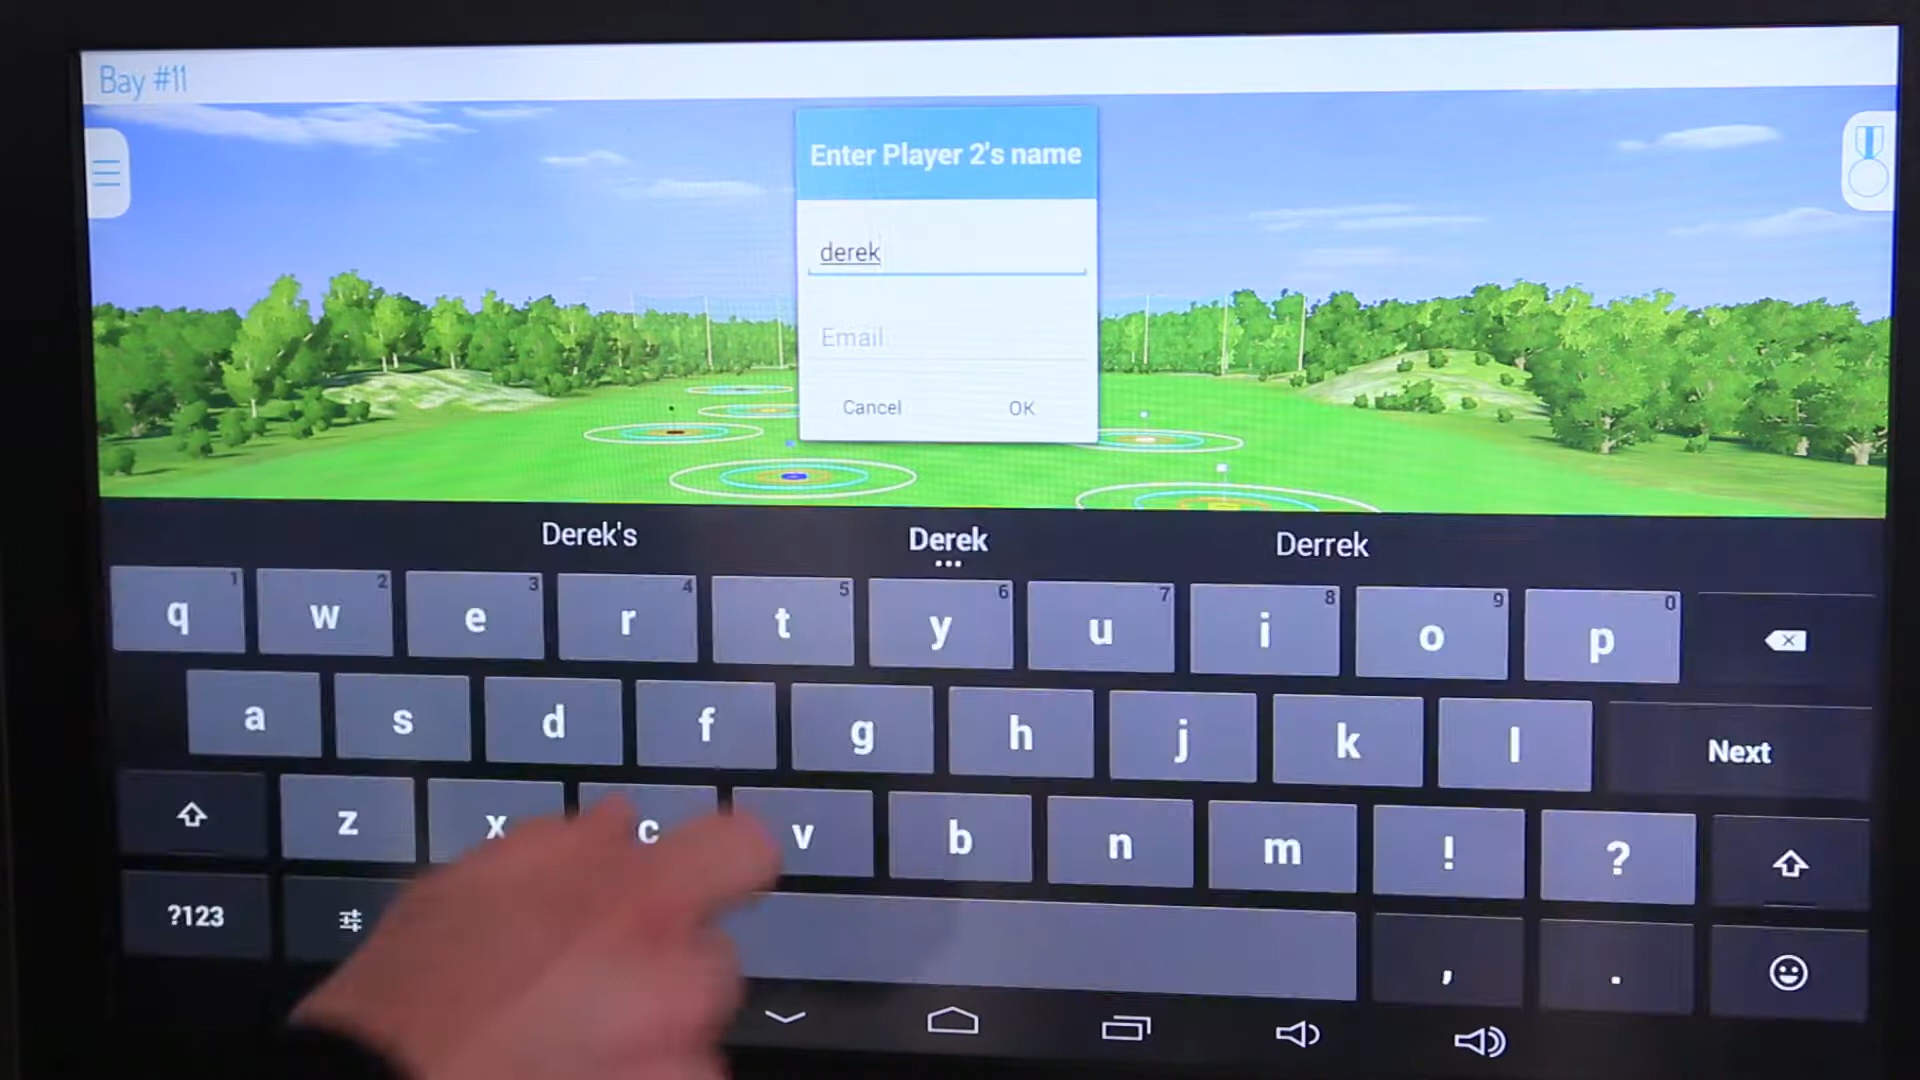 Bay #11
Enter Player 2's name
derek
Email
Cancel OK
Derek's Derek Derrek
q 1 w 2 e 3 r 4 t 5 y 6 u 7 i 8 o 9 p 0
a s d f g h j k l Next
z x c v b n m ! ?
?123 , .